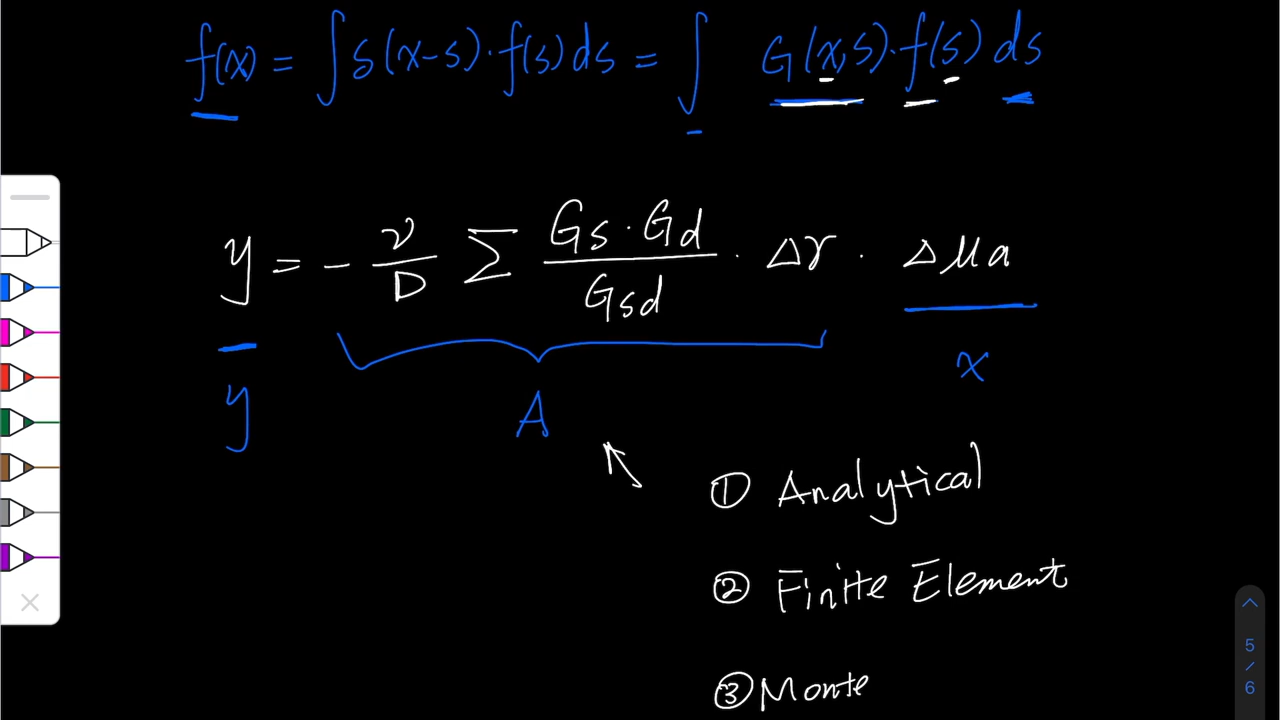 f(x) = ∫ δ(x-s)·f(s)ds = ∫ G(x,s)·f(s) ds
y = - ν/D Σ Gs·Gd/Gsd · Δr · Δμa
y A x
① Analytical
② Finite Element
③ Monte
5
/
6